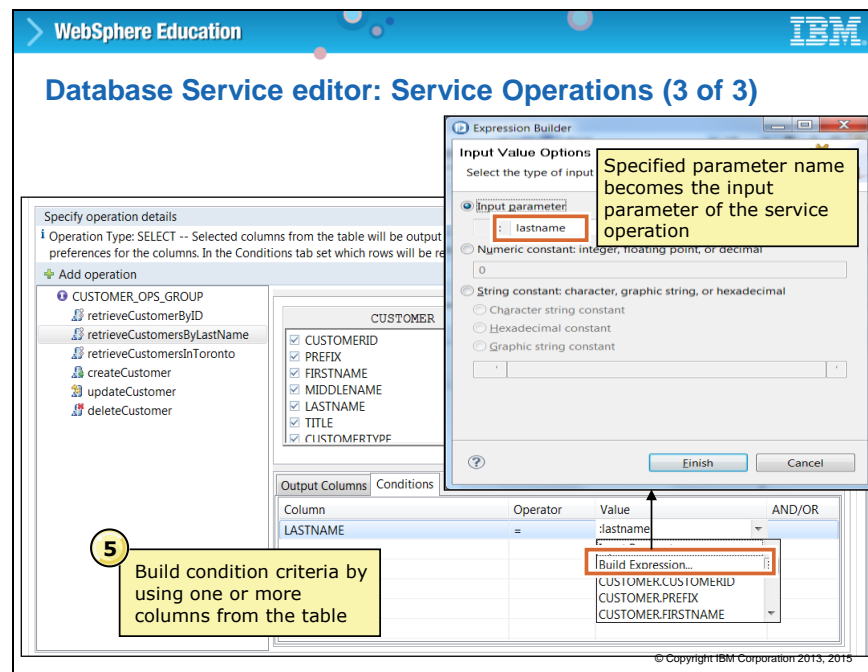 WebSphere Education
IBM
Database Service editor: Service Operations (3 of 3)
Expression Builder
Input Value Options
Select the type of input
Specified parameter name
becomes the input
parameter of the service
operation
Input parameter
: lastname
Numeric constant: integer, floating point, or decimal
0
String constant: character, graphic string, or hexadecimal
Character string constant
Hexadecimal constant
Graphic string constant
' '
Finish
Cancel
Specify operation details
Operation Type: SELECT -- Selected columns from the table will be output
preferences for the columns. In the Conditions tab set which rows will be re
Add operation
CUSTOMER_OPS_GROUP
retrieveCustomerByID
retrieveCustomersByLastName
retrieveCustomersInToronto
createCustomer
updateCustomer
deleteCustomer
CUSTOMER
CUSTOMERID
PREFIX
FIRSTNAME
MIDDLENAME
LASTNAME
TITLE
CUSTOMERTYPE
Output Columns Conditions
Column Operator Value AND/OR
LASTNAME = :lastname
Build Expression...
CUSTOMER.CUSTOMERID
CUSTOMER.PREFIX
CUSTOMER.FIRSTNAME
5
Build condition criteria by
using one or more
columns from the table
© Copyright IBM Corporation 2013, 2015